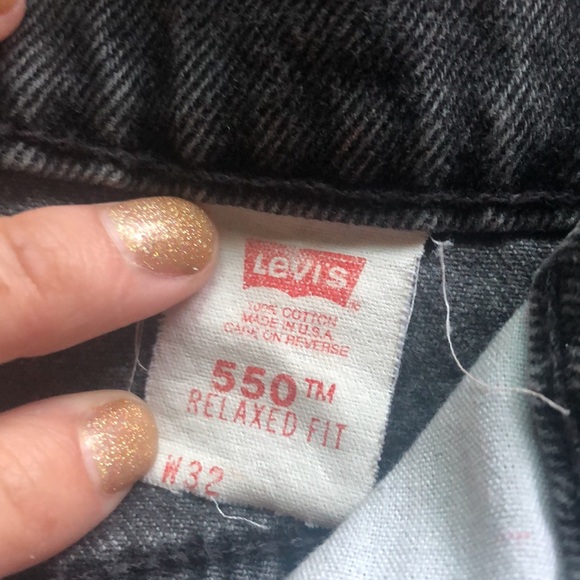 Levi's
100% COTTON
MADE IN U.S.A.
CARE ON REVERSE
550™
RELAXED FIT
W32